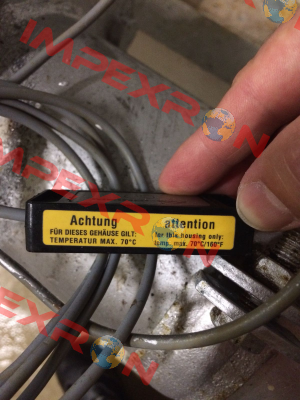 IMPEXRON
Achtung
FÜR DIESES GEHÄUSE GILT:
TEMPERATUR MAX. 70°C
attention
for this housing only:
temp. max. 70°C/160°F